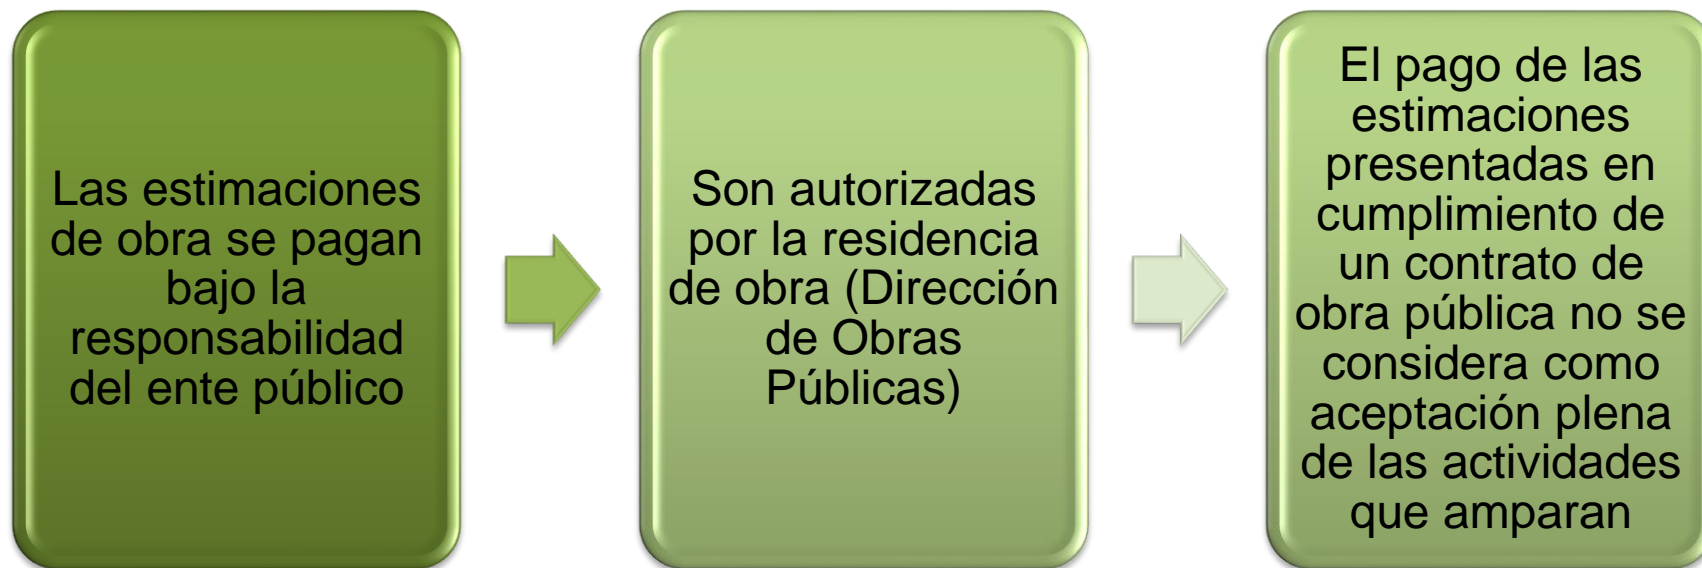 Las estimaciones
de obra se pagan
bajo la
responsabilidad
del ente público
Son autorizadas
por la residencia
de obra (Dirección
de Obras
Públicas)
El pago de las
estimaciones
presentadas en
cumplimiento de
un contrato de
obra pública no se
considera como
aceptación plena
de las actividades
que amparan